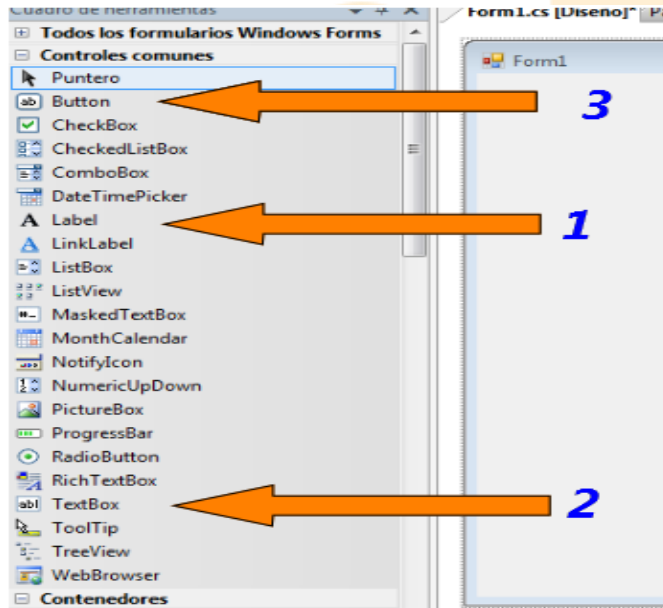 Cuadro de herramientas
Form1.cs [Diseño]*
Todos los formularios Windows Forms
Controles comunes
Form1
Puntero
Button
3
CheckBox
CheckedListBox
ComboBox
DateTimePicker
Label
1
LinkLabel
ListBox
ListView
MaskedTextBox
MonthCalendar
NotifyIcon
NumericUpDown
PictureBox
ProgressBar
RadioButton
RichTextBox
TextBox
2
ToolTip
TreeView
WebBrowser
Contenedores